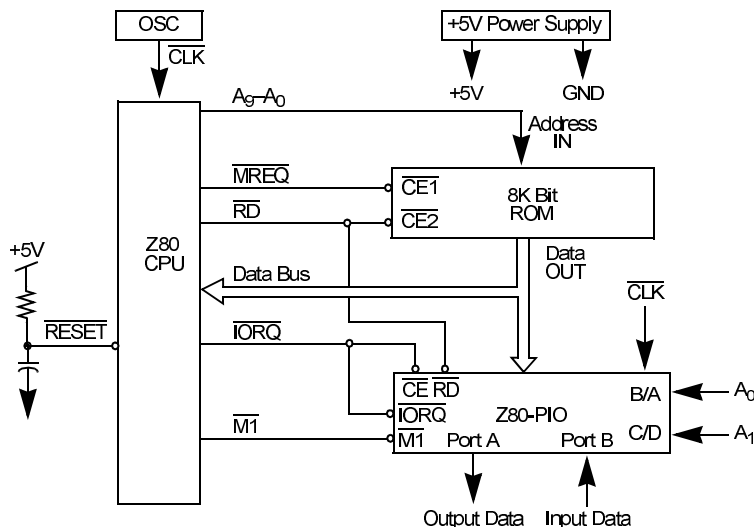 OSC
+5V Power Supply
CLK
+5V
GND
A9–A0
Address
IN
MREQ
CE1
8K Bit
ROM
RD
CE2
Z80
CPU
+5V
Data Bus
Data
OUT
CLK
RESET
IORQ
CE RD
B/A
A0
IORQ
Z80-PIO
C/D
A1
M1
M1
Port A
Port B
Output Data
Input Data